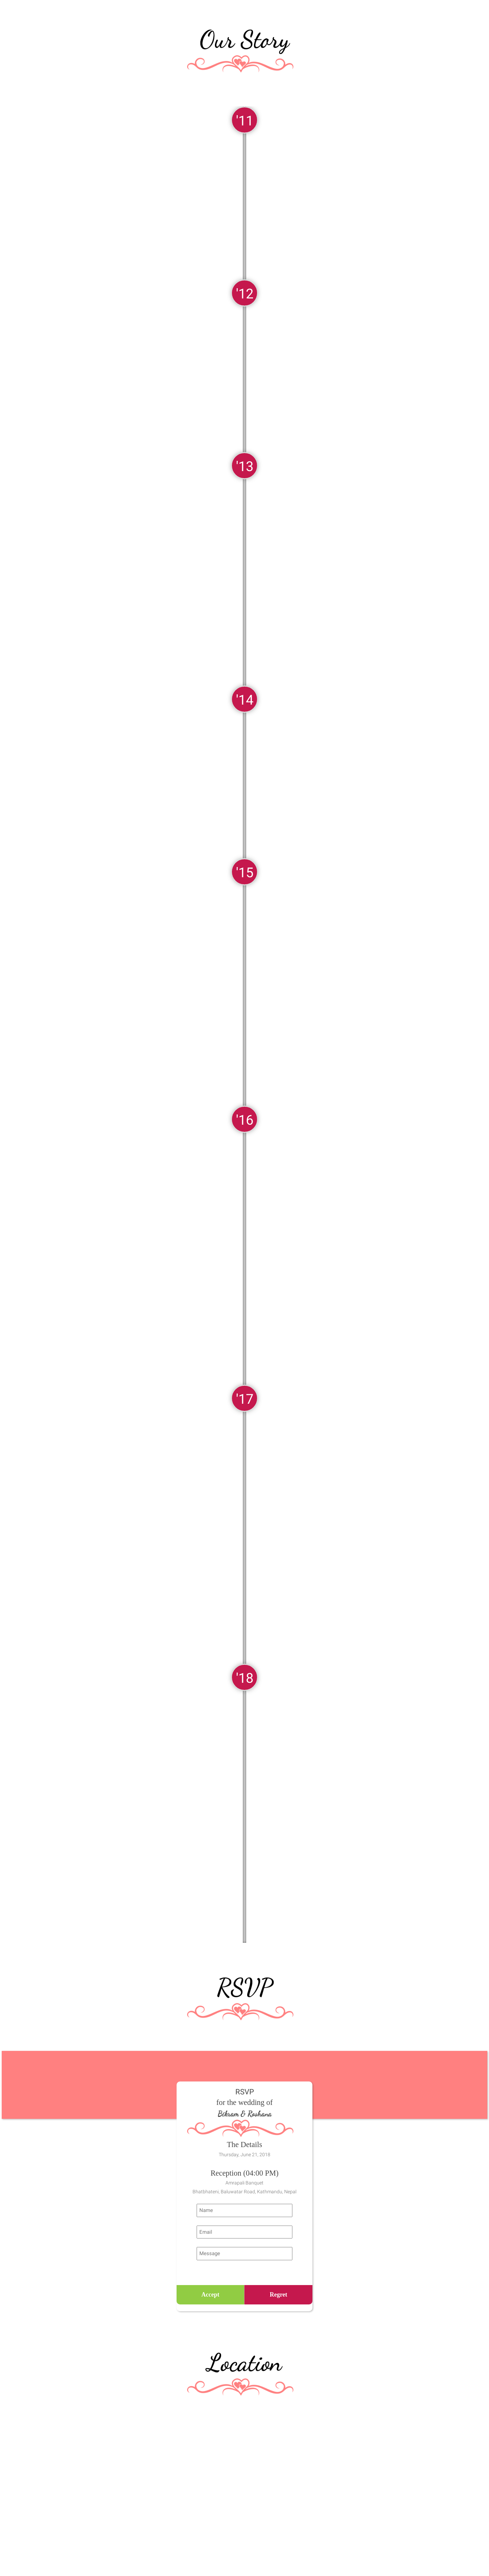 Our Story
'11
'12
'13
'14
'15
'16
'17
'18
RSVP
RSVP
for the wedding of
Bikram & Roshana
The Details
Thursday, June 21, 2018
Reception (04:00 PM)
Amrapali Banquet
Bhatbhateni, Baluwatar Road, Kathmandu, Nepal
Name
Email
Message
Accept Regret
Location